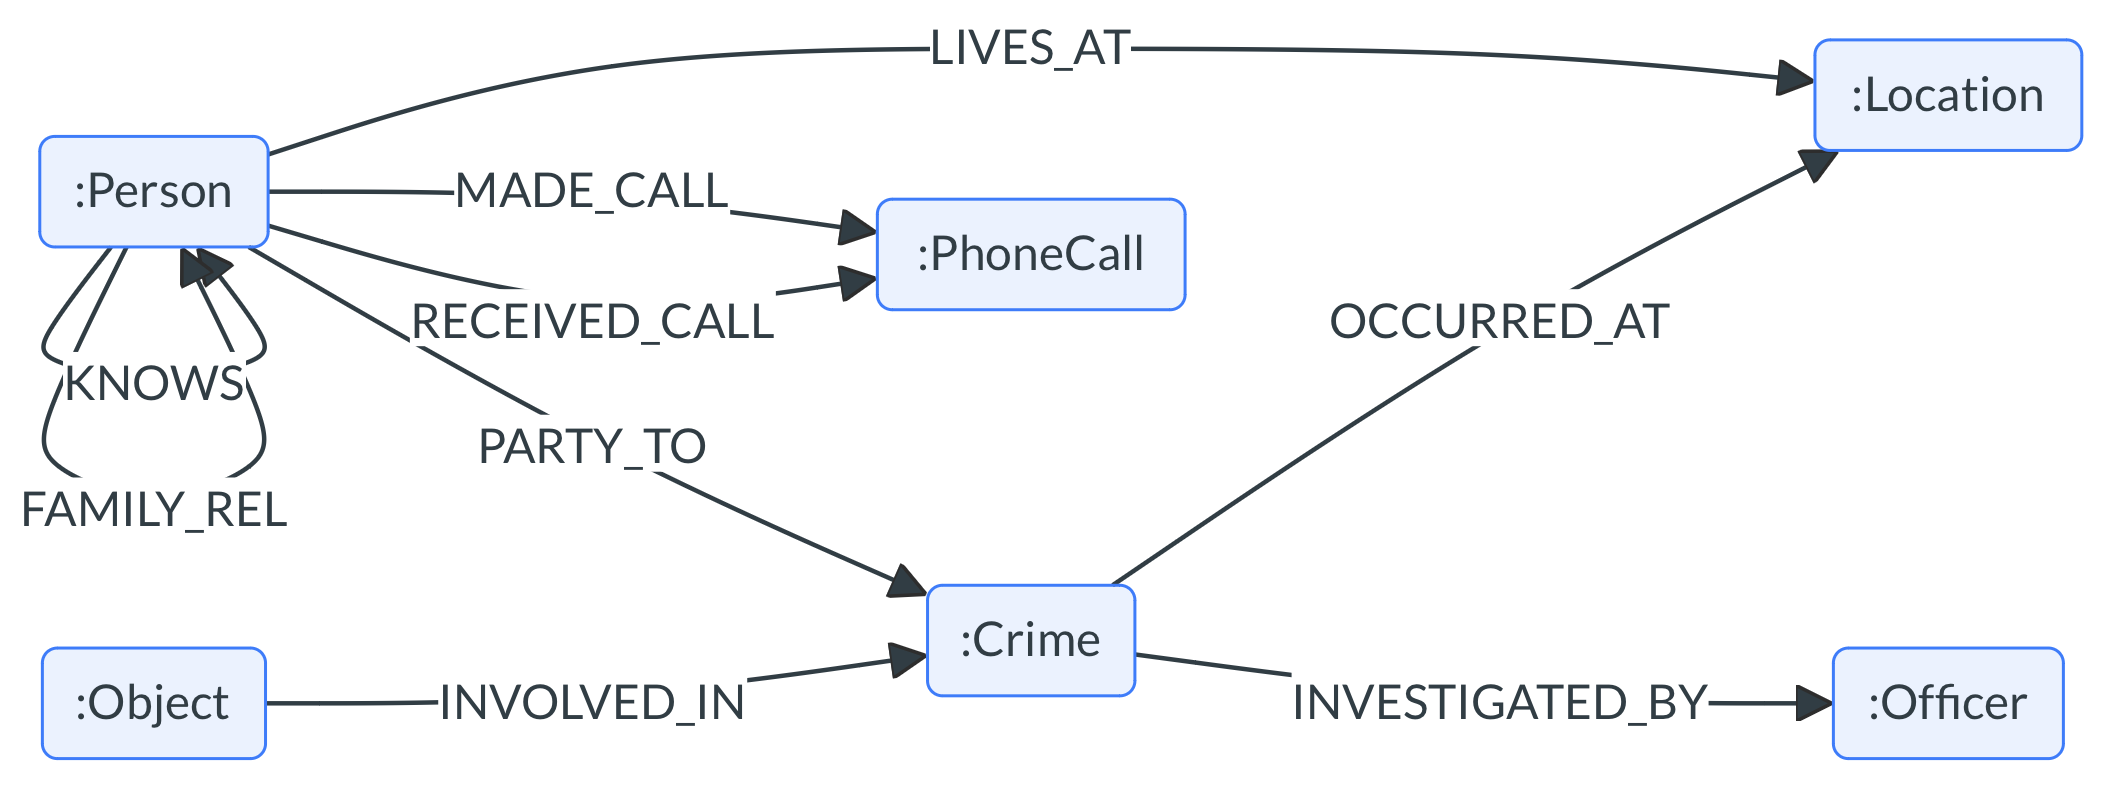 LIVES_AT
:Location
:Person
MADE_CALL
:PhoneCall
RECEIVED_CALL
OCCURRED_AT
KNOWS
PARTY_TO
FAMILY_REL
:Crime
:Object
INVOLVED_IN
INVESTIGATED_BY
:Officer